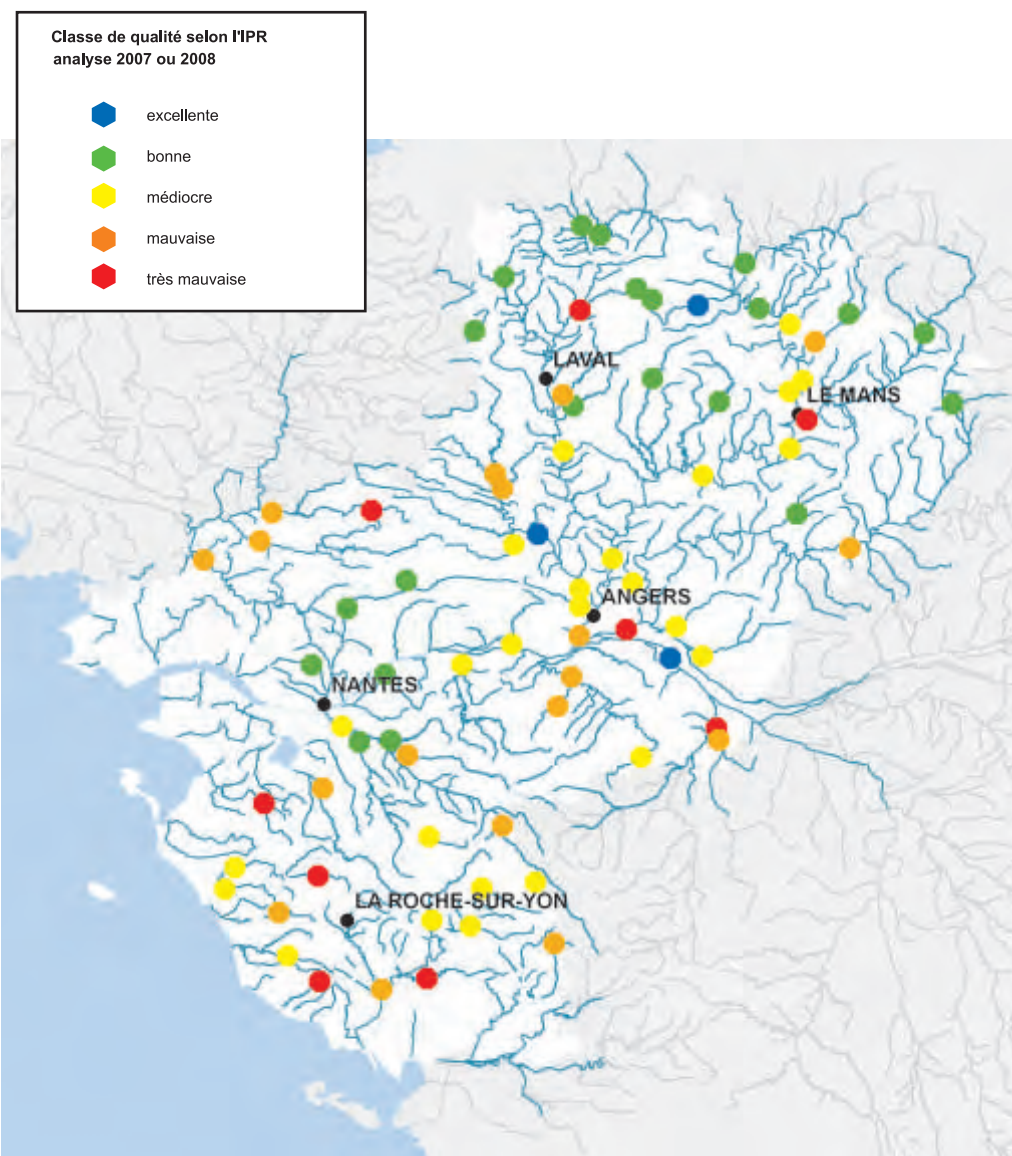 Classe de qualité selon l'IPR
analyse 2007 ou 2008
excellente
bonne
médiocre
mauvaise
très mauvaise
LAVAL
LE MANS
ANGERS
NANTES
LA ROCHE-SUR-YON